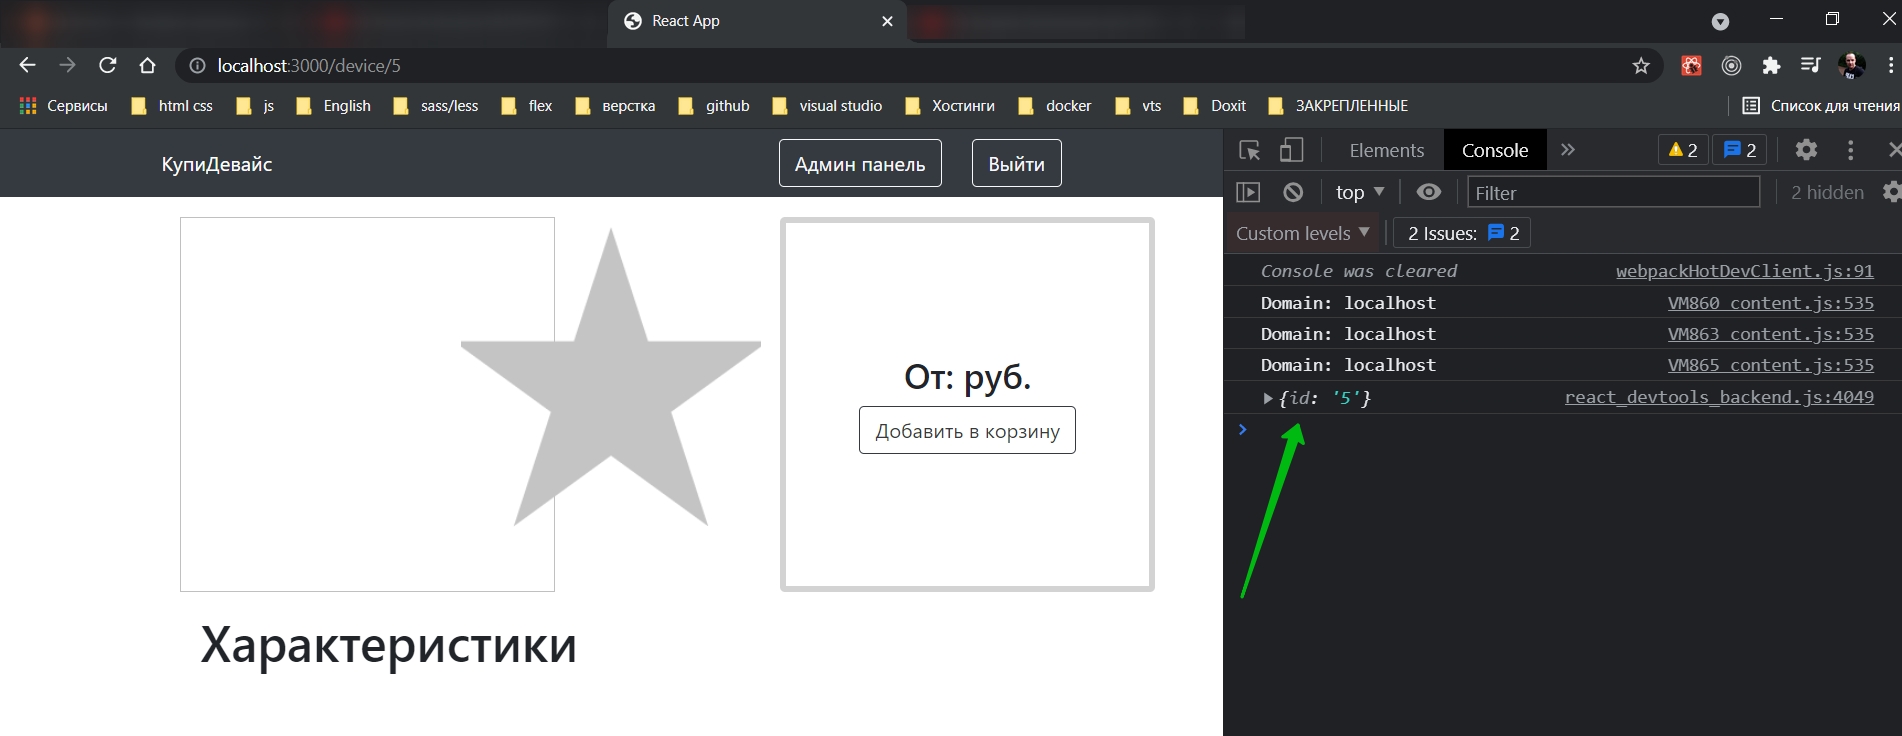 React App
localhost:3000/device/5
Сервисы html css js English sass/less flex верстка github visual studio Хостинги docker vts Doxit ЗАКРЕПЛЕННЫЕ Список для чтения
КупиДевайс Админ панель Выйти
От: руб.
Добавить в корзину
Характеристики
Elements Console » 2 2
top Filter 2 hidden
Custom levels 2 Issues: 2
Console was cleared webpackHotDevClient.js:91
Domain: localhost VM860 content.js:535
Domain: localhost VM863 content.js:535
Domain: localhost VM865 content.js:535
{id: '5'} react_devtools_backend.js:4049